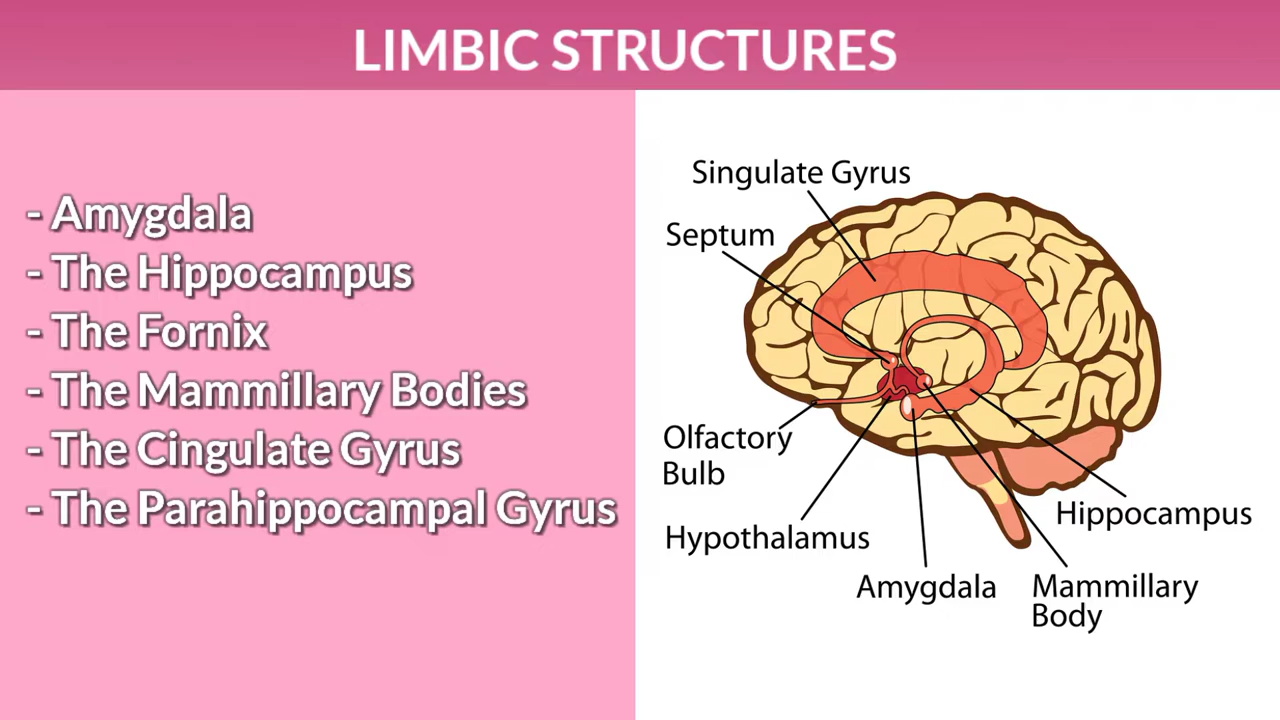 LIMBIC STRUCTURES
- Amygdala
- The Hippocampus
- The Fornix
- The Mammillary Bodies
- The Cingulate Gyrus
- The Parahippocampal Gyrus
Singulate Gyrus
Septum
Olfactory
Bulb
Hypothalamus
Amygdala
Mammillary
Body
Hippocampus